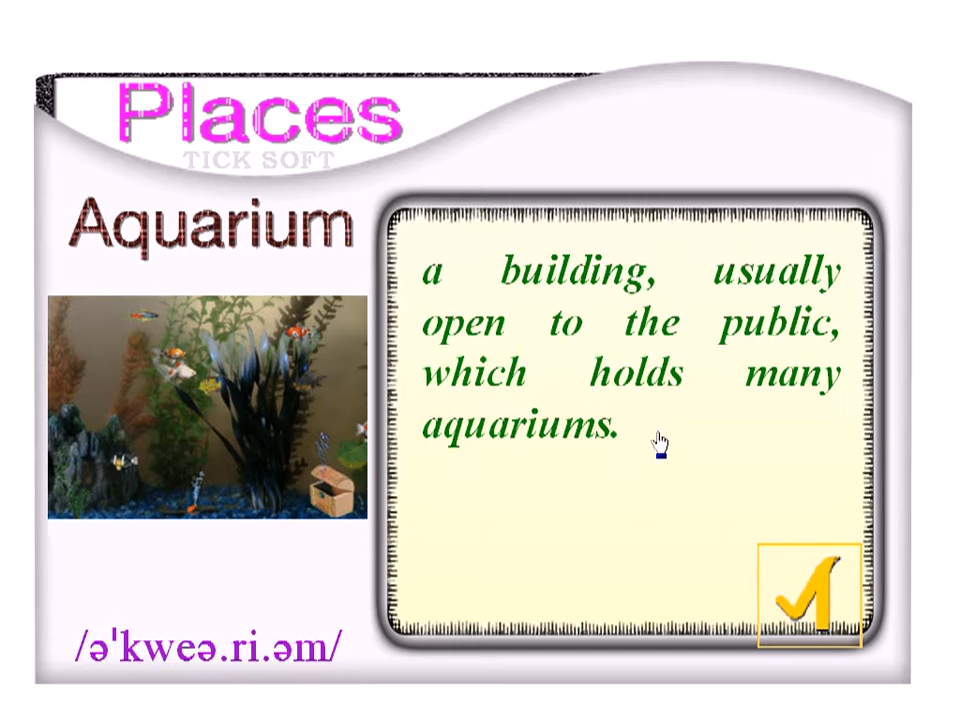 Places
TICK SOFT
Aquarium
a building, usually
open to the public,
which holds many
aquariums.
/əˈkweə.ri.əm/